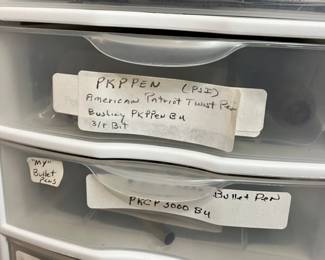 PKPPEN (PSI)
American Patriot Twist Pen
Bushing PKPPen BU
3/8 Bit
"MY"
Bullet
Pens
Bullet Pen
PKCP 3000 BU